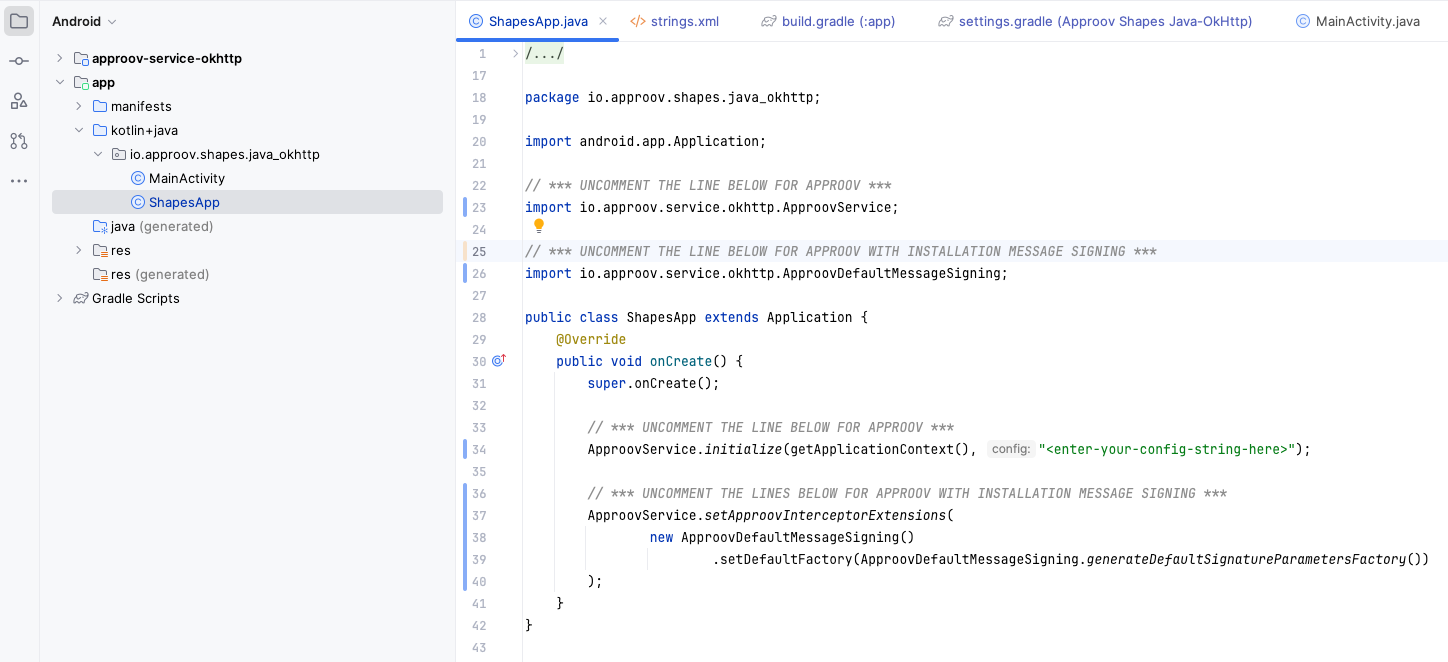 Android
ShapesApp.java
strings.xml
build.gradle (:app)
settings.gradle (Approov Shapes Java-OkHttp)
MainActivity.java
approov-service-okhttp
app
manifests
kotlin+java
io.approov.shapes.java_okhttp
MainActivity
ShapesApp
java (generated)
res
res (generated)
Gradle Scripts
1 /.../
17
18 package io.approov.shapes.java_okhttp;
19
20 import android.app.Application;
21
22 // *** UNCOMMENT THE LINE BELOW FOR APPROOV ***
23 import io.approov.service.okhttp.ApproovService;
24
25 // *** UNCOMMENT THE LINE BELOW FOR APPROOV WITH INSTALLATION MESSAGE SIGNING ***
26 import io.approov.service.okhttp.ApproovDefaultMessageSigning;
27
28 public class ShapesApp extends Application {
29 @Override
30 public void onCreate() {
31 super.onCreate();
32
33 // *** UNCOMMENT THE LINE BELOW FOR APPROOV ***
34 ApproovService.initialize(getApplicationContext(), config: "<enter-your-config-string-here>");
35
36 // *** UNCOMMENT THE LINES BELOW FOR APPROOV WITH INSTALLATION MESSAGE SIGNING ***
37 ApproovService.setApproovInterceptorExtensions(
38 new ApproovDefaultMessageSigning()
39 .setDefaultFactory(ApproovDefaultMessageSigning.generateDefaultSignatureParametersFactory())
40 );
41 }
42 }
43